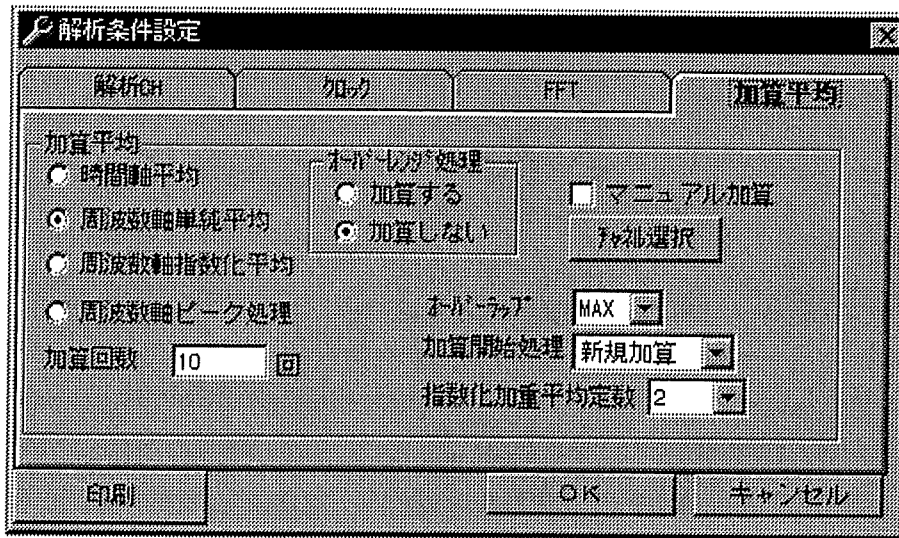 解析条件設定
解析CH クロック FFT 加算平均
加算平均
時間軸平均
周波数軸単純平均
周波数軸指数化平均
周波数軸ピーク処理
加算回数 10 回
オーバーレンジ処理
加算する
加算しない
マニュアル加算
チャネル選択
オーバーラップ MAX
加算開始処理 新規加算
指数化加重平均定数 2
印刷 OK キャンセル